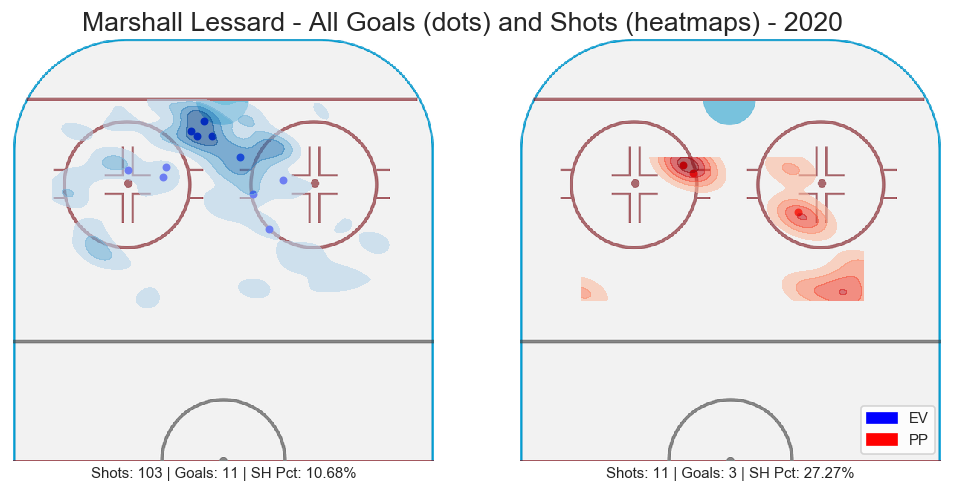 Marshall Lessard - All Goals (dots) and Shots (heatmaps) - 2020
EV
PP
Shots: 103 | Goals: 11 | SH Pct: 10.68%
Shots: 11 | Goals: 3 | SH Pct: 27.27%